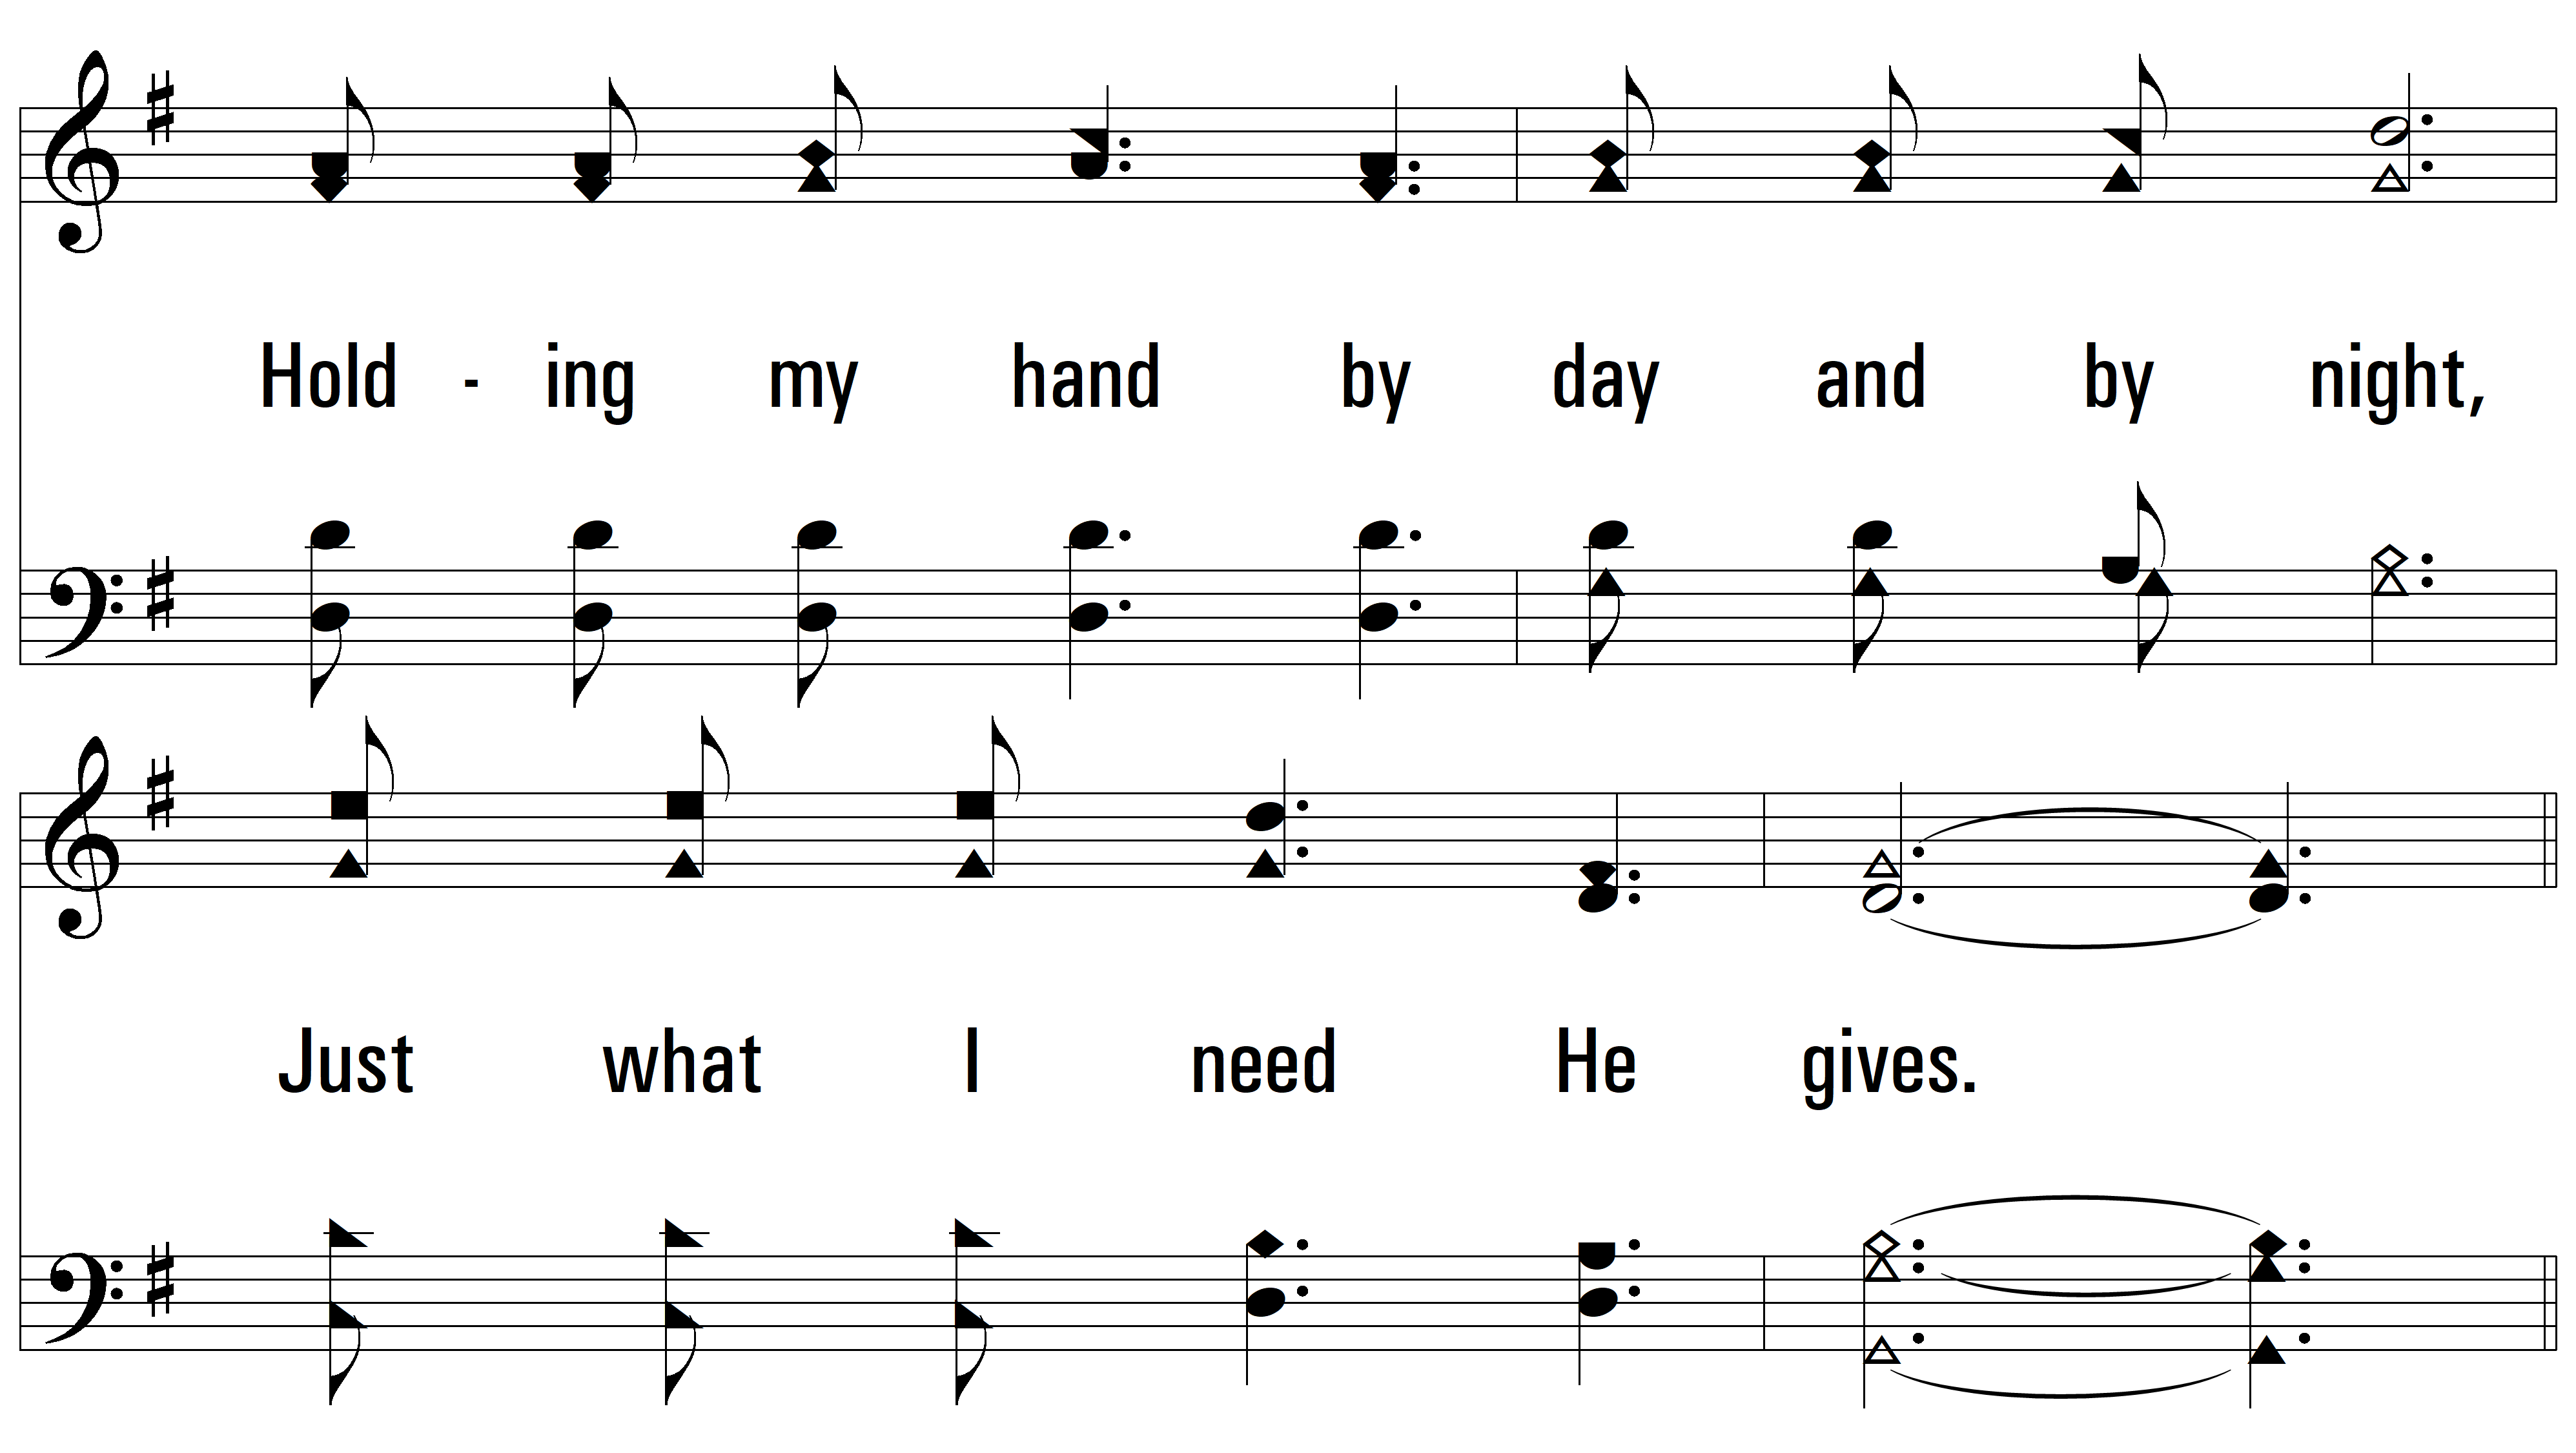 Hold - ing my hand by day and by night,
Just what I need He gives.